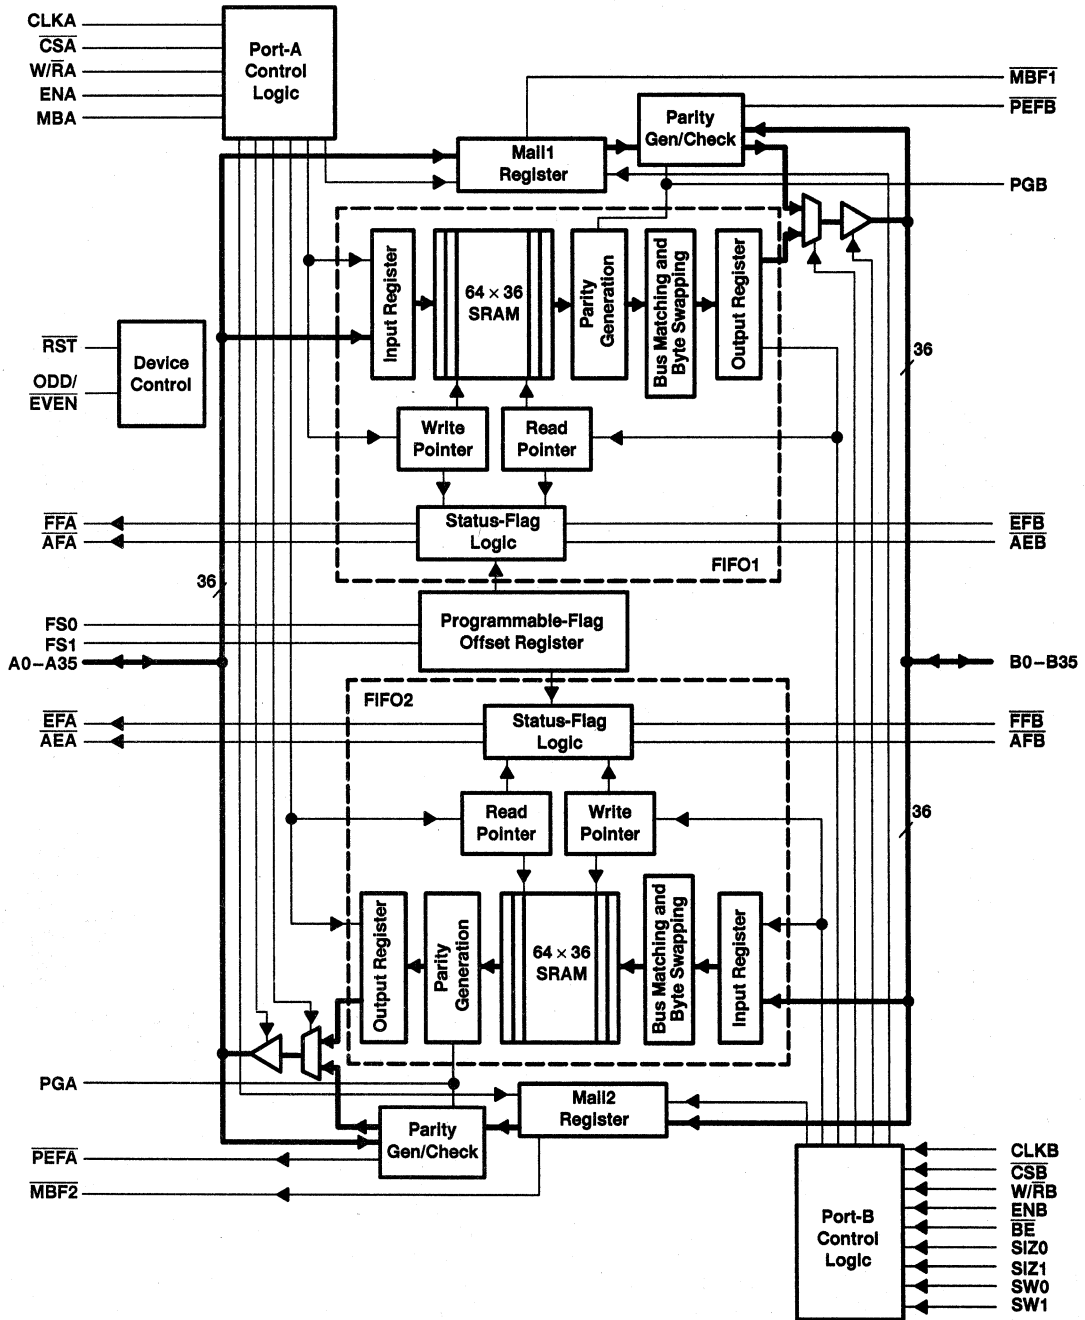 CLKA
CSA
W/RA
ENA
MBA
Port-A
Control
Logic
MBF1
PEFB
PGB
Parity
Gen/Check
Mail1
Register
Input Register
64 × 36
SRAM
Parity
Generation
Bus Matching and
Byte Swapping
Output Register
RST
ODD/
EVEN
Device
Control
36
Write
Pointer
Read
Pointer
FFA
AFA
Status-Flag
Logic
EFB
AEB
FIFO1
36
FS0
FS1
A0–A35
Programmable-Flag
Offset Register
B0–B35
FIFO2
EFA
AEA
Status-Flag
Logic
FFB
AFB
Read
Pointer
Write
Pointer
36
Output Register
Parity
Generation
64 × 36
SRAM
Bus Matching and
Byte Swapping
Input Register
PGA
Mail2
Register
Parity
Gen/Check
PEFA
MBF2
Port-B
Control
Logic
CLKB
CSB
W/RB
ENB
BE
SIZ0
SIZ1
SW0
SW1